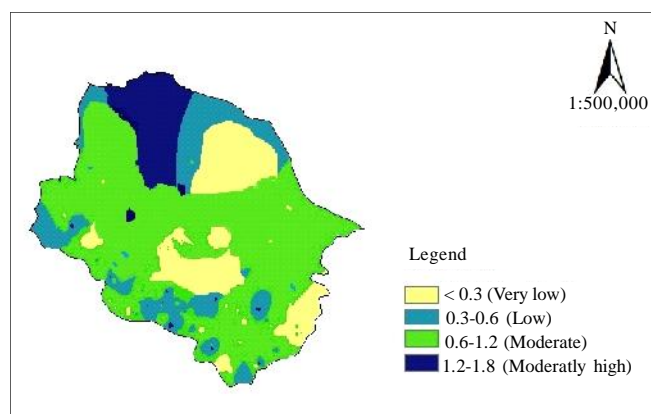 N
1:500,000
Legend
< 0.3 (Very low)
0.3-0.6 (Low)
0.6-1.2 (Moderate)
1.2-1.8 (Moderatly high)